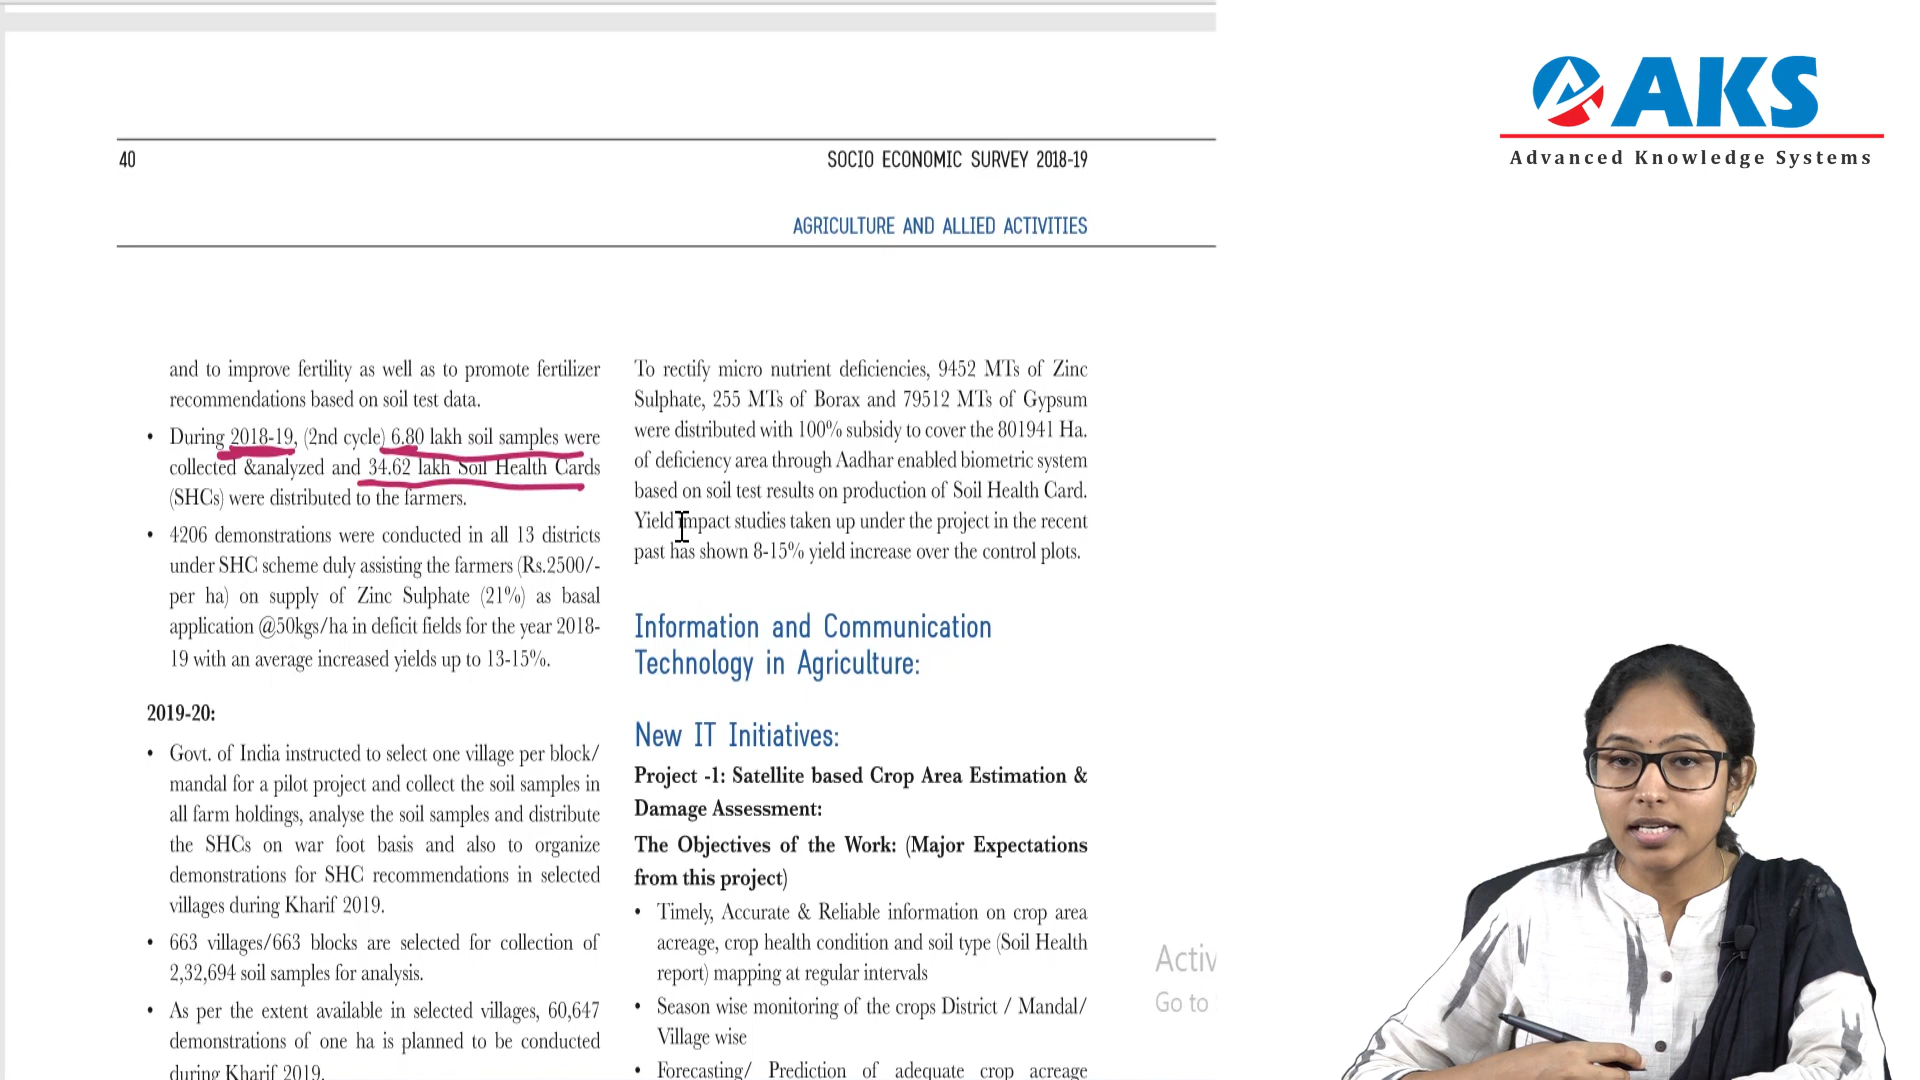 40
SOCIO ECONOMIC SURVEY 2018-19
AGRICULTURE AND ALLIED ACTIVITIES
and to improve fertility as well as to promote fertilizer
recommendations based on soil test data.
• During 2018-19, (2nd cycle) 6.80 lakh soil samples were
collected &analyzed and 34.62 lakh Soil Health Cards
(SHCs) were distributed to the farmers.
• 4206 demonstrations were conducted in all 13 districts
under SHC scheme duly assisting the farmers (Rs.2500/-
per ha) on supply of Zinc Sulphate (21%) as basal
application @50kgs/ha in deficit fields for the year 2018-
19 with an average increased yields up to 13-15%.
2019-20:
• Govt. of India instructed to select one village per block/
mandal for a pilot project and collect the soil samples in
all farm holdings, analyse the soil samples and distribute
the SHCs on war foot basis and also to organize
demonstrations for SHC recommendations in selected
villages during Kharif 2019.
• 663 villages/663 blocks are selected for collection of
2,32,694 soil samples for analysis.
• As per the extent available in selected villages, 60,647
demonstrations of one ha is planned to be conducted
during Kharif 2019.
To rectify micro nutrient deficiencies, 9452 MTs of Zinc
Sulphate, 255 MTs of Borax and 79512 MTs of Gypsum
were distributed with 100% subsidy to cover the 801941 Ha.
of deficiency area through Aadhar enabled biometric system
based on soil test results on production of Soil Health Card.
Yield impact studies taken up under the project in the recent
past has shown 8-15% yield increase over the control plots.
Information and Communication
Technology in Agriculture:
New IT Initiatives:
Project -1: Satellite based Crop Area Estimation &
Damage Assessment:
The Objectives of the Work: (Major Expectations
from this project)
• Timely, Accurate & Reliable information on crop area
acreage, crop health condition and soil type (Soil Health
report) mapping at regular intervals
• Season wise monitoring of the crops District / Mandal/
Village wise
• Forecasting/ Prediction of adequate crop acreage
Activ
Go to
AKS
Advanced Knowledge Systems